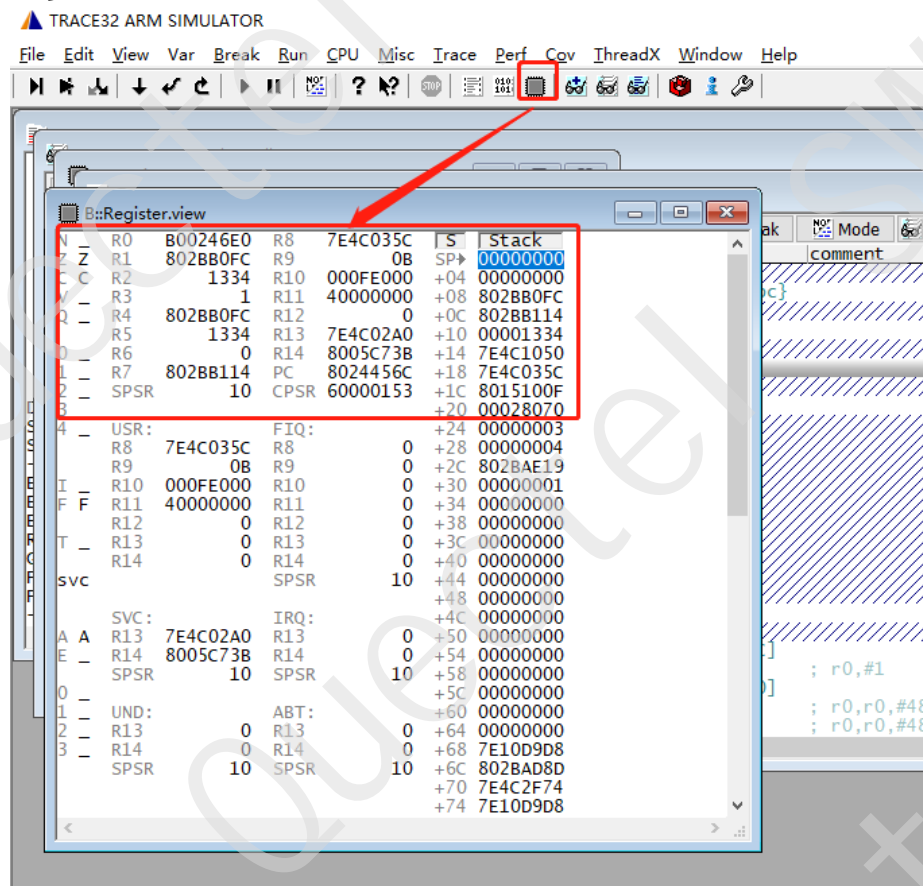 TRACE32 ARM SIMULATOR
File Edit View Var Break Run CPU Misc Trace Perf Cov ThreadX Window Help
B::Register.view
ak Mode
comment
N _ R0 B00246E0 R8 7E4C035C S Stack
Z Z R1 802BB0FC R9 0B SP 00000000
C C R2 1334 R10 000FE000 +04 00000000
V _ R3 1 R11 40000000 +08 802BB0FC
Q _ R4 802BB0FC R12 0 +0C 802BB114
R5 1334 R13 7E4C02A0 +10 00001334
0 _ R6 0 R14 8005C73B +14 7E4C1050
1 _ R7 802BB114 PC 8024456C +18 7E4C035C
2 _ SPSR 10 CPSR 60000153 +1C 8015100F
3 +20 00028070
4 _ USR: FIQ: +24 00000003
R8 7E4C035C R8 0 +28 00000004
R9 0B R9 0 +2C 802BAE19
I _ R10 000FE000 R10 0 +30 00000001
F F R11 40000000 R11 0 +34 00000000
R12 0 R12 0 +38 00000000
T _ R13 0 R13 0 +3C 00000000
R14 0 R14 0 +40 00000000
svc SPSR 10 +44 00000000
+48 00000000
SVC: IRQ: +4C 00000000
A A R13 7E4C02A0 R13 0 +50 00000000
E _ R14 8005C73B R14 0 +54 00000000
SPSR 10 SPSR 10 +58 00000000
0 _ +5C 00000000
1 _ UND: ABT: +60 00000000
2 _ R13 0 R13 0 +64 00000000
3 _ R14 0 R14 0 +68 7E10D9D8
SPSR 10 SPSR 10 +6C 802BAD8D
+70 7E4C2F74
+74 7E10D9D8
; r0,#1
; r0,r0,#48
; r0,r0,#48
Quectel